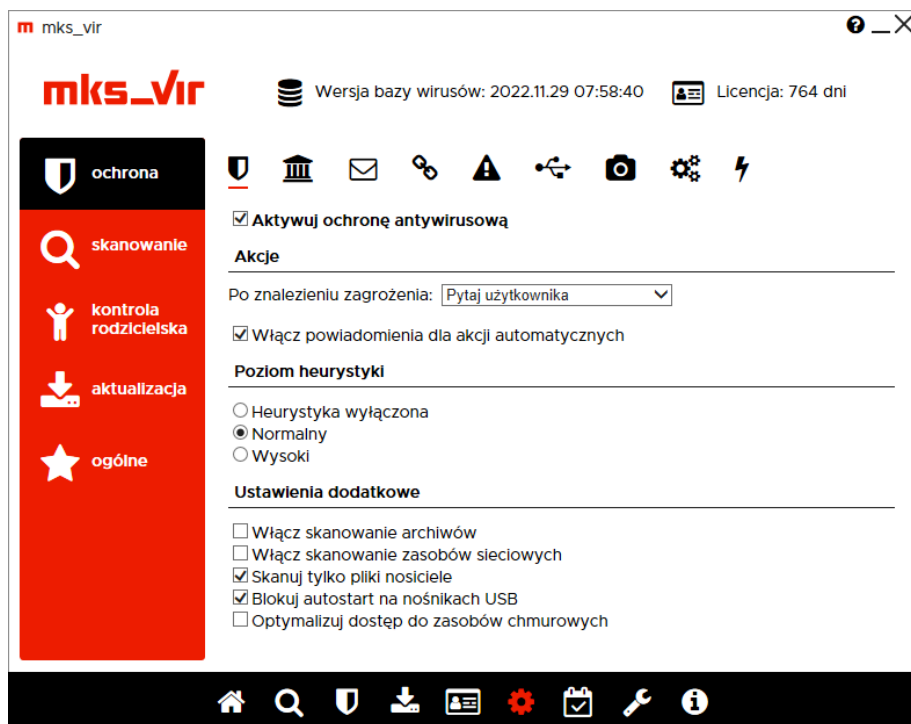 mks_vir
mks_vir
Wersja bazy wirusów: 2022.11.29 07:58:40
Licencja: 764 dni
ochrona
skanowanie
kontrola
rodzicielska
aktualizacja
ogólne
Aktywuj ochronę antywirusową
Akcje
Po znalezieniu zagrożenia: Pytaj użytkownika
Włącz powiadomienia dla akcji automatycznych
Poziom heurystyki
Heurystyka wyłączona
Normalny
Wysoki
Ustawienia dodatkowe
Włącz skanowanie archiwów
Włącz skanowanie zasobów sieciowych
Skanuj tylko pliki nosiciele
Blokuj autostart na nośnikach USB
Optymalizuj dostęp do zasobów chmurowych